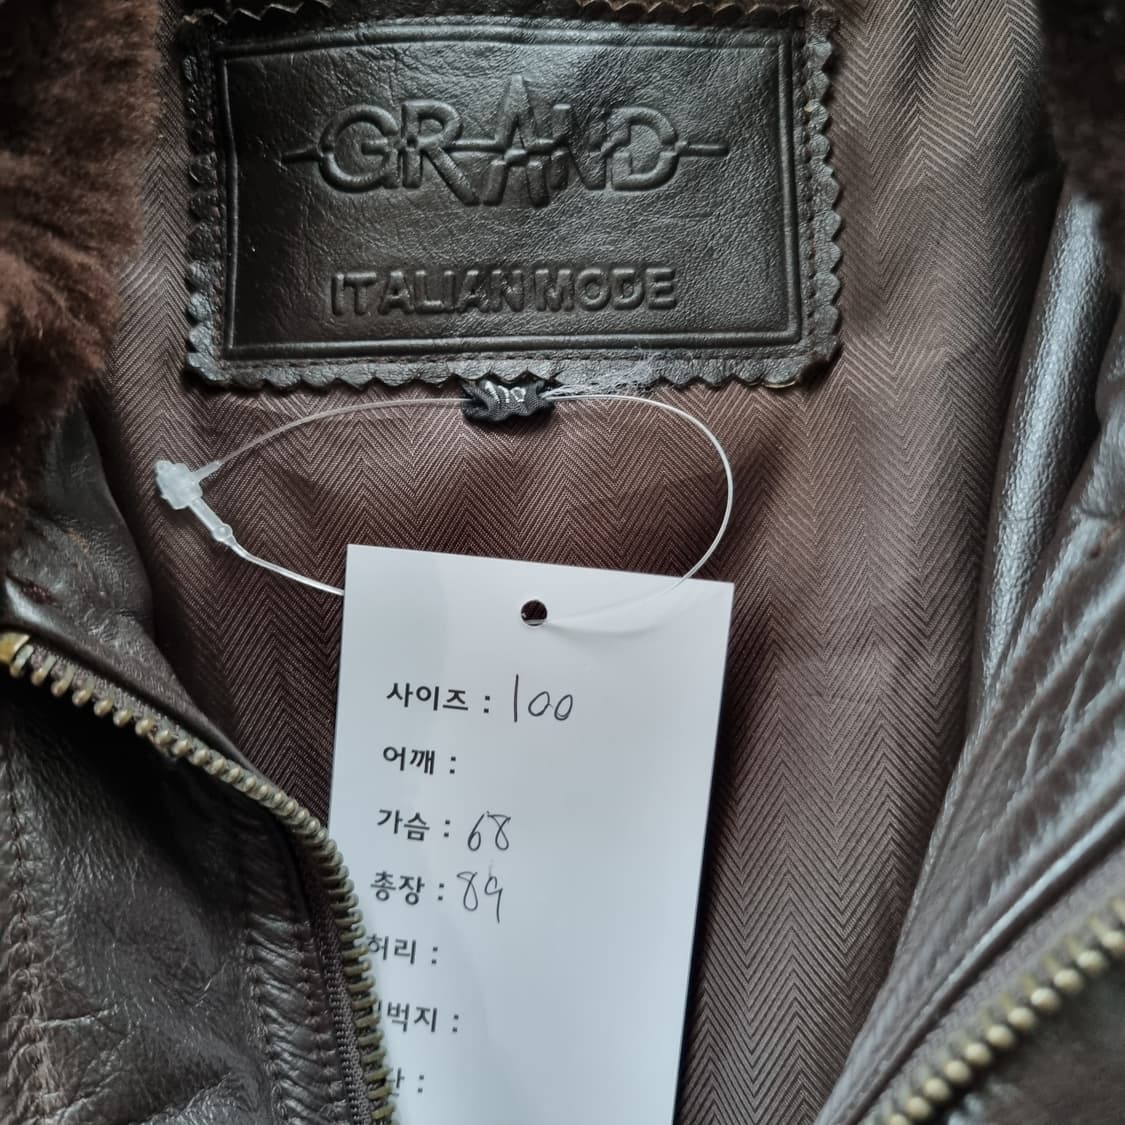 GRAND
ITALIAN MODE
사이즈 : 100
어깨 :
가슴 : 68
총장 : 89
허리 :